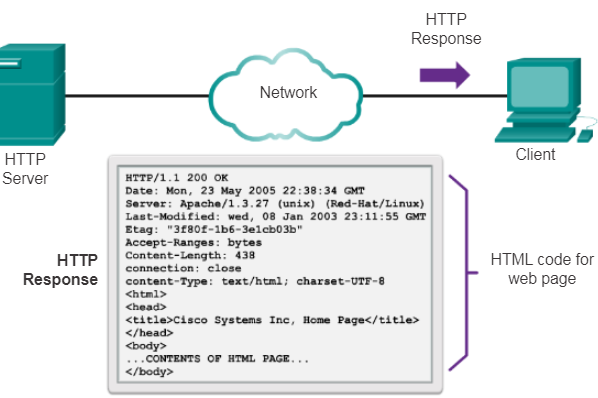 HTTP
Response
Network
HTTP
Server
Client
HTTP/1.1 200 OK
Date: Mon, 23 May 2005 22:38:34 GMT
Server: Apache/1.3.27 (unix) (Red-Hat/Linux)
Last-Modified: wed, 08 Jan 2003 23:11:55 GMT
Etag: "3f80f-1b6-3e1cb03b"
Accept-Ranges: bytes
Content-Length: 438
connection: close
content-Type: text/html; charset-UTF-8
<html>
<head>
<title>Cisco Systems Inc, Home Page</title>
</head>
<body>
...CONTENTS OF HTML PAGE...
</body>
HTTP
Response
HTML code for
web page